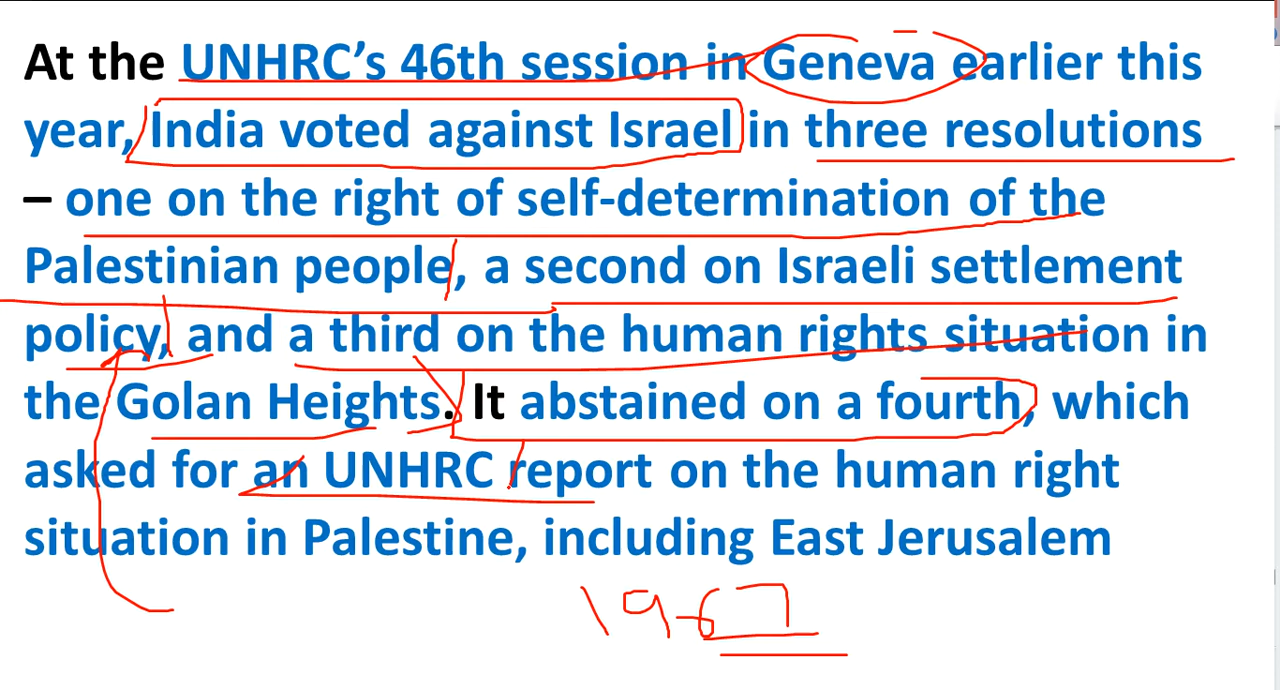 At the UNHRC’s 46th session in Geneva earlier this
year, India voted against Israel in three resolutions
– one on the right of self-determination of the
Palestinian people, a second on Israeli settlement
policy, and a third on the human rights situation in
the Golan Heights. It abstained on a fourth, which
asked for an UNHRC report on the human right
situation in Palestine, including East Jerusalem
1967